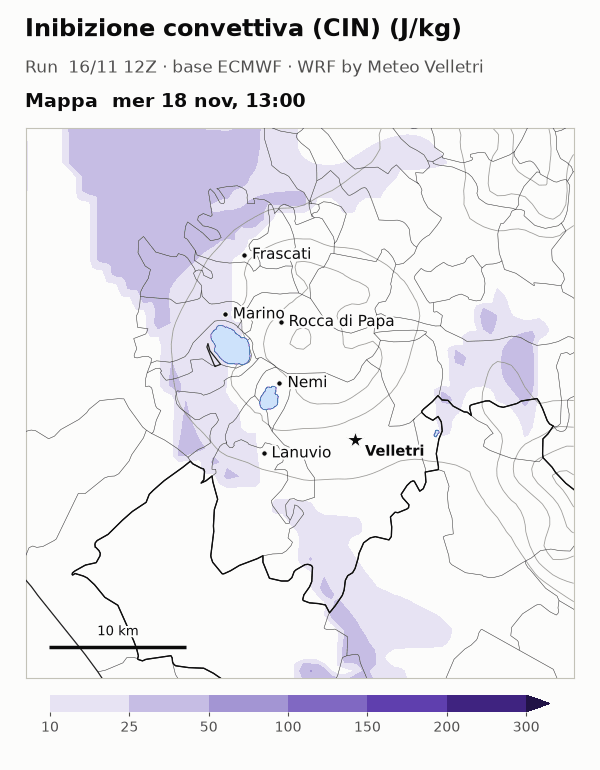 Inibizione convettiva (CIN) (J/kg)
Run  16/11 12Z · base ECMWF · WRF by Meteo Velletri
Mappa  mer 18 nov, 13:00
Frascati
Marino
Rocca di Papa
Nemi
Velletri
Lanuvio
10 km
10 25 50 100 150 200 300